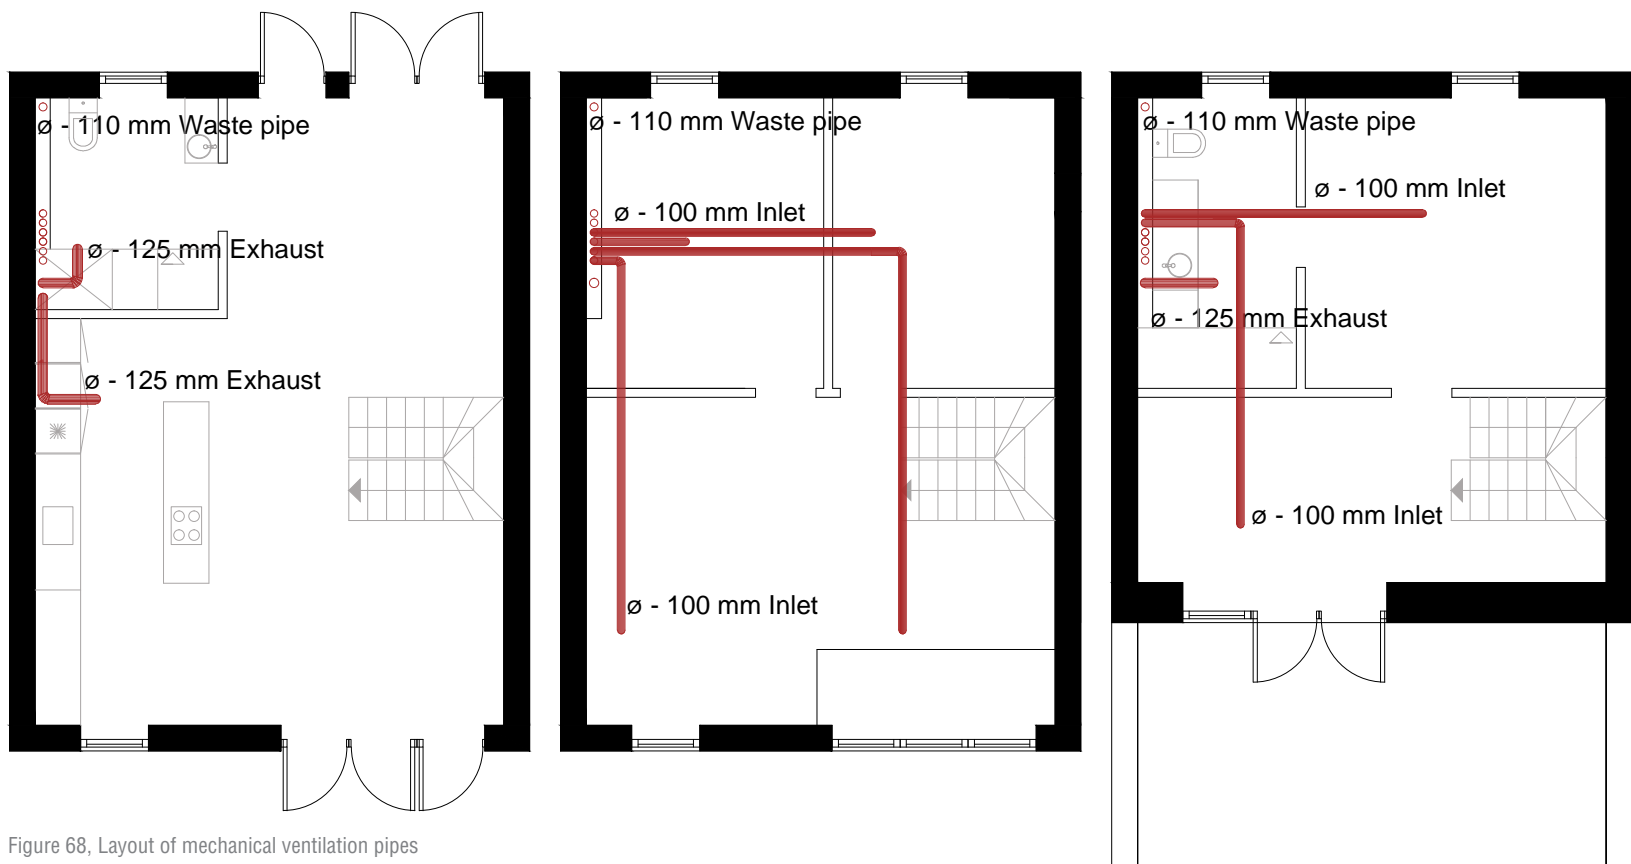 ø - 110 mm Waste pipe
ø - 125 mm Exhaust
ø - 125 mm Exhaust
ø - 110 mm Waste pipe
ø - 100 mm Inlet
ø - 100 mm Inlet
ø - 110 mm Waste pipe
ø - 100 mm Inlet
ø - 125 mm Exhaust
ø - 100 mm Inlet
Figure 68, Layout of mechanical ventilation pipes